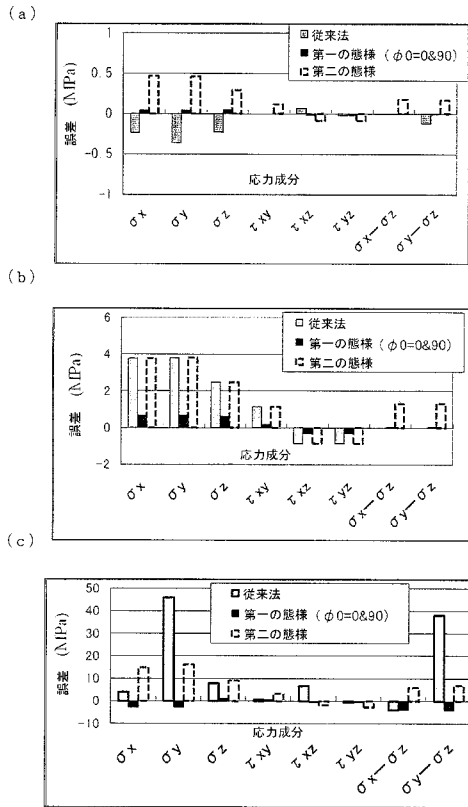 (a)
1
0.5
0
-0.5
-1
誤差 (MPa)
従来法
第一の態様 (φ0=0&90)
第二の態様
応力成分
σx
σy
σz
τxy
τxz
τyz
σx-σz
σy-σz
(b)
6
4
2
0
-2
誤差 (MPa)
従来法
第一の態様 (φ0=0&90)
第二の態様
応力成分
σx
σy
σz
τxy
τxz
τyz
σx-σz
σy-σz
(c)
50
40
30
20
10
0
-10
誤差 (MPa)
従来法
第一の態様 (φ0=0&90)
第二の態様
応力成分
σx
σy
σz
τxy
τxz
τyz
σx-σz
σy-σz